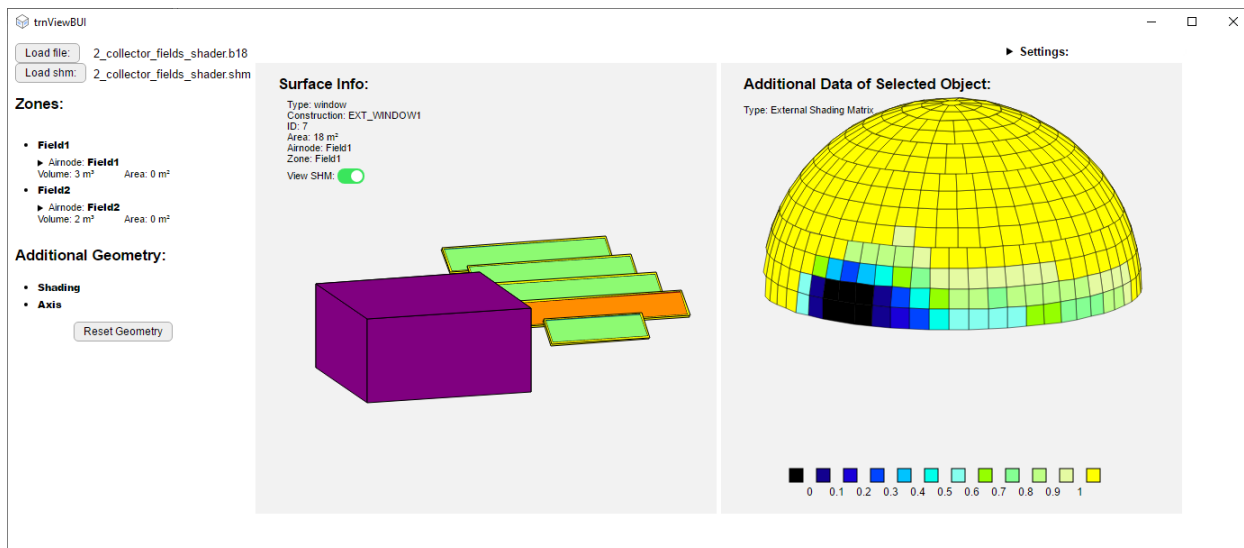 trnViewBUI
Load file: 2_collector_fields_shader.b18
Load shm: 2_collector_fields_shader.shm
Settings:
Zones:
Field1
Airnode: Field1
Volume: 3 m³ Area: 0 m²
Field2
Airnode: Field2
Volume: 2 m³ Area: 0 m²
Additional Geometry:
Shading
Axis
Reset Geometry
Surface Info:
Type: window
Construction: EXT_WINDOW1
ID: 7
Area: 18 m²
Airnode: Field1
Zone: Field1
View SHM:
Additional Data of Selected Object:
Type: External Shading Matrix
0 0.1 0.2 0.3 0.4 0.5 0.6 0.7 0.8 0.9 1